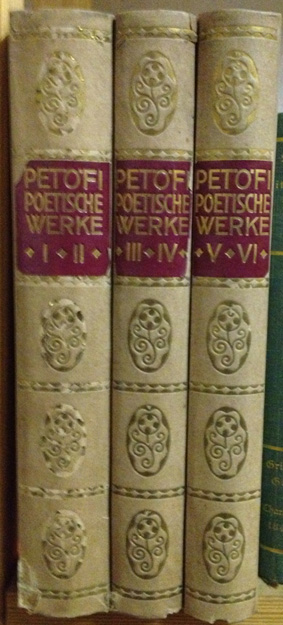 PETŐFI
POETISCHE
WERKE
I II
PETŐFI
POETISCHE
WERKE
III IV
PETŐFI
POETISCHE
WERKE
V VI